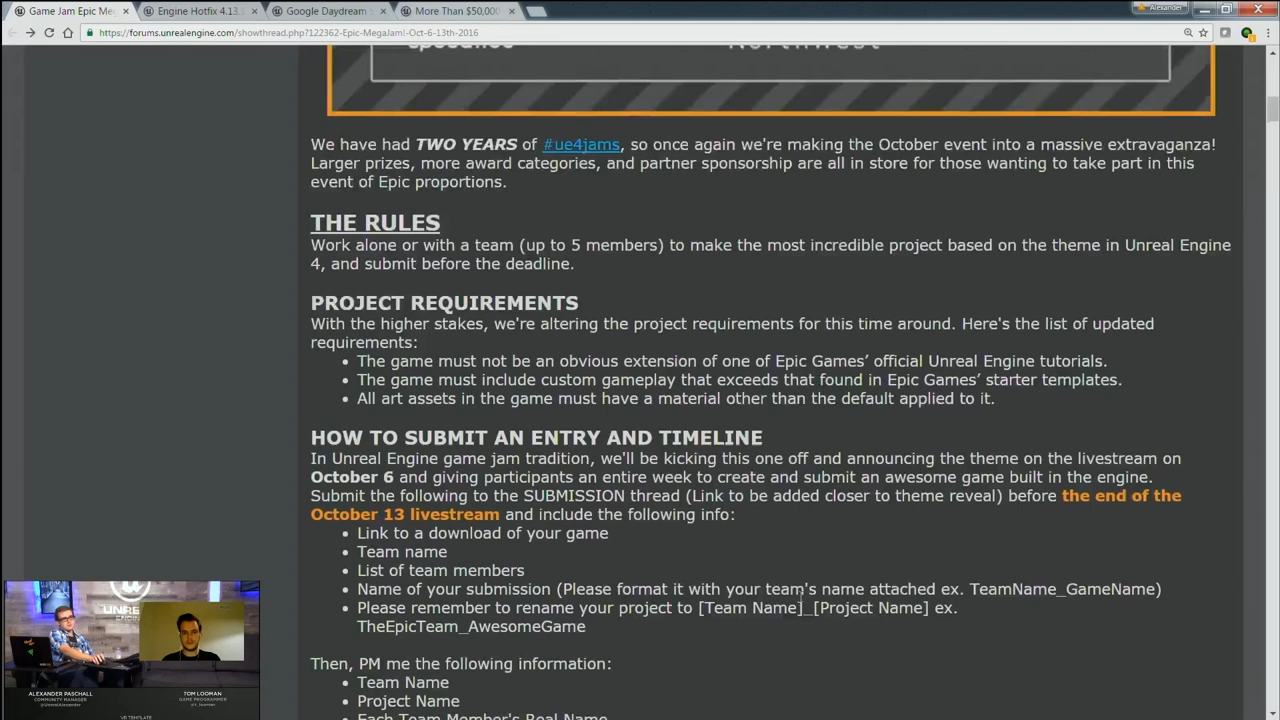 Game Jam Epic Me
Engine Hotfix 4.13.
Google Daydream
More Than $50,000
Alexander
https://forums.unrealengine.com/showthread.php?122362-Epic-MegaJam!-Oct-6-13th-2016
Northwest
We have had TWO YEARS of #ue4jams, so once again we're making the October event into a massive extravaganza!
Larger prizes, more award categories, and partner sponsorship are all in store for those wanting to take part in this
event of Epic proportions.
THE RULES
Work alone or with a team (up to 5 members) to make the most incredible project based on the theme in Unreal Engine
4, and submit before the deadline.
PROJECT REQUIREMENTS
With the higher stakes, we're altering the project requirements for this time around. Here's the list of updated
requirements:
• The game must not be an obvious extension of one of Epic Games’ official Unreal Engine tutorials.
• The game must include custom gameplay that exceeds that found in Epic Games’ starter templates.
• All art assets in the game must have a material other than the default applied to it.
HOW TO SUBMIT AN ENTRY AND TIMELINE
In Unreal Engine game jam tradition, we'll be kicking this one off and announcing the theme on the livestream on
October 6 and giving participants an entire week to create and submit an awesome game built in the engine.
Submit the following to the SUBMISSION thread (Link to be added closer to theme reveal) before the end of the
October 13 livestream and include the following info:
• Link to a download of your game
• Team name
• List of team members
• Name of your submission (Please format it with your team's name attached ex. TeamName_GameName)
• Please remember to rename your project to [Team Name]_[Project Name] ex.
TheEpicTeam_AwesomeGame
Then, PM me the following information:
• Team Name
• Project Name
• Each Team Member's Real Name
UNREAL
ALEXANDER PASCHALL
COMMUNITY MANAGER
@UnrealAlexander
TOM LOOMAN
GAME PROGRAMMER
VR TEMPLATE